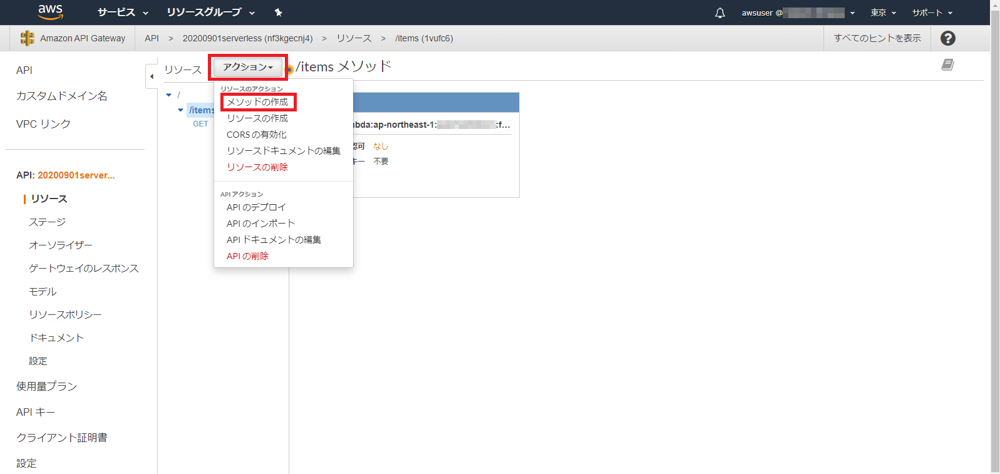 aws サービス リソースグループ awsuser @ 東京 サポート
Amazon API Gateway API > 20200901serverless (nf3kgecnj4) > リソース > /items (1vufc6) すべてのヒントを表示 ?
API
カスタムドメイン名
VPC リンク
API: 20200901server...
リソース
ステージ
オーソライザー
ゲートウェイのレスポンス
モデル
リソースポリシー
ドキュメント
設定
使用量プラン
API キー
クライアント証明書
設定
リソース アクション
/
/items
GET
リソースのアクション
メソッドの作成
リソースの作成
CORS の有効化
リソースドキュメントの編集
リソースの削除
API アクション
API のデプロイ
API のインポート
API ドキュメントの編集
API の削除
/items メソッド
bda:ap-northeast-1: :f...
認可 なし
キー 不要